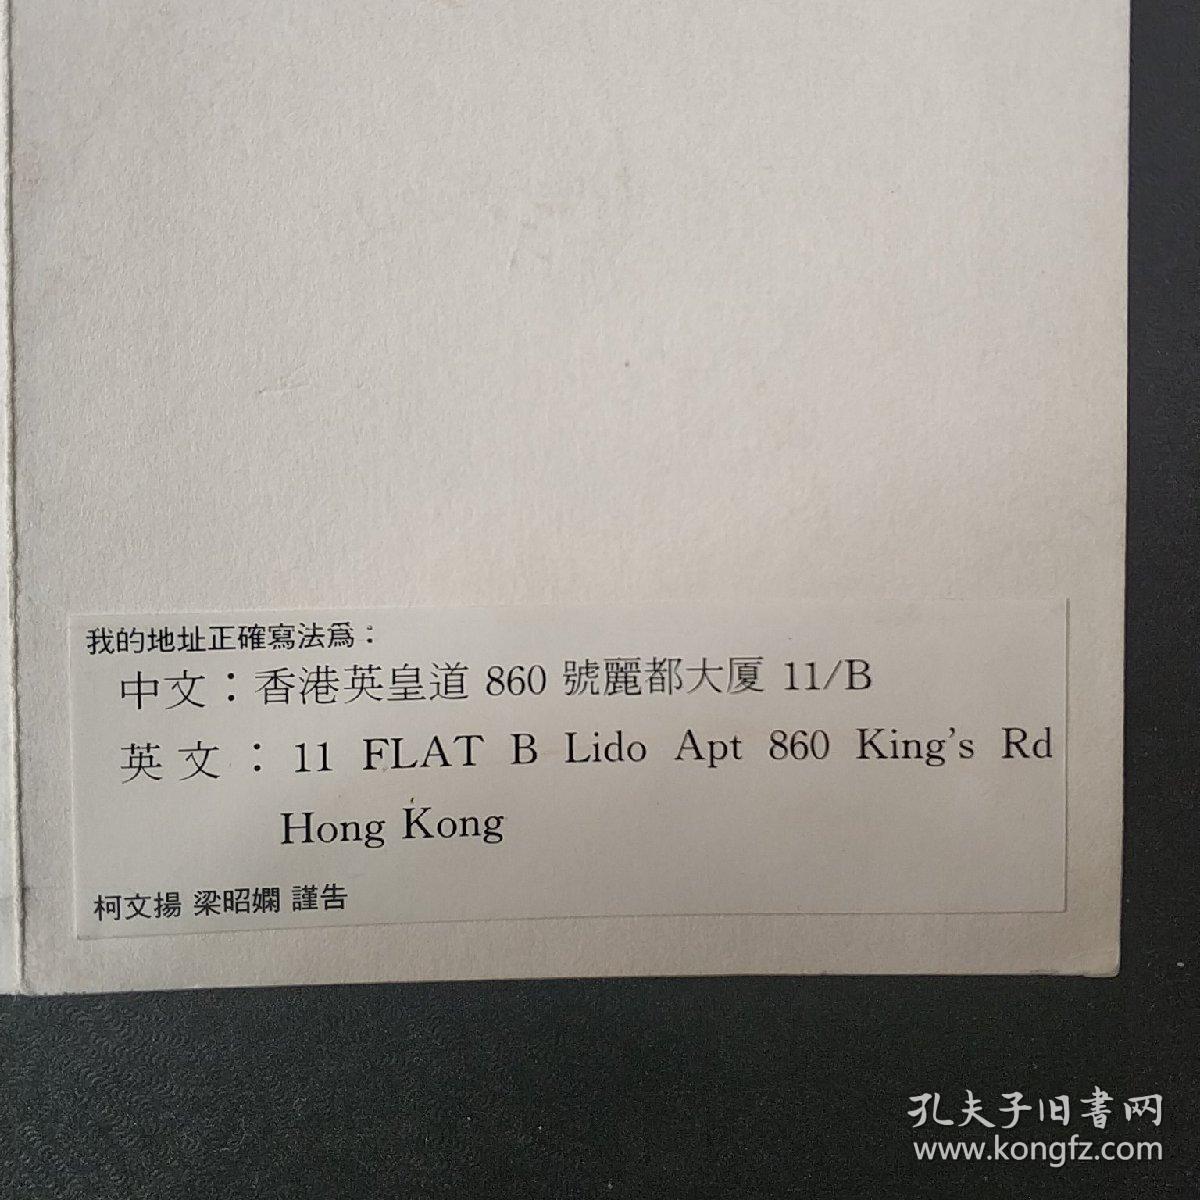 我的地址正確寫法爲：
中文：香港英皇道 860 號麗都大厦 11/B
英文：11 FLAT B Lido Apt 860 King's Rd
Hong Kong
柯文揚 梁昭嫻 謹告
孔夫子旧書网
www.kongfz.com